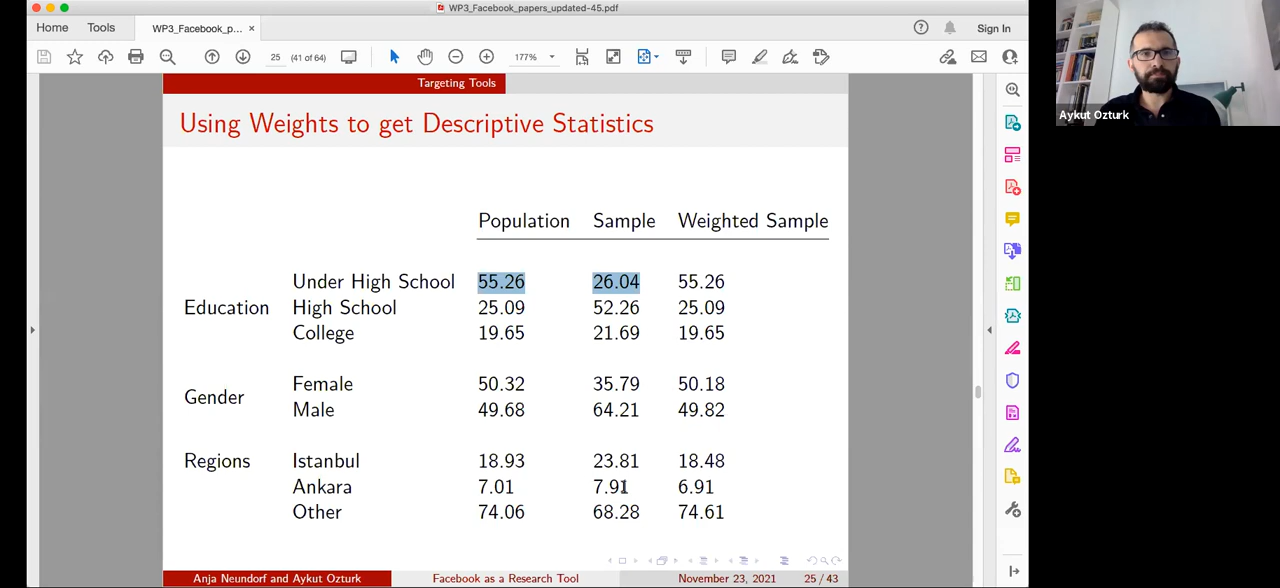 WP3_Facebook_papers_updated-45.pdf
Home Tools WP3_Facebook_p... × Sign In
25 (41 of 64) 177%
Targeting Tools
Using Weights to get Descriptive Statistics
Population Sample Weighted Sample
Under High School 55.26 26.04 55.26
Education High School 25.09 52.26 25.09
College 19.65 21.69 19.65
Female 50.32 35.79 50.18
Gender
Male 49.68 64.21 49.82
Regions Istanbul 18.93 23.81 18.48
Ankara 7.01 7.91 6.91
Other 74.06 68.28 74.61
Anja Neundorf and Aykut Ozturk Facebook as a Research Tool November 23, 2021 25 / 43
Aykut Ozturk